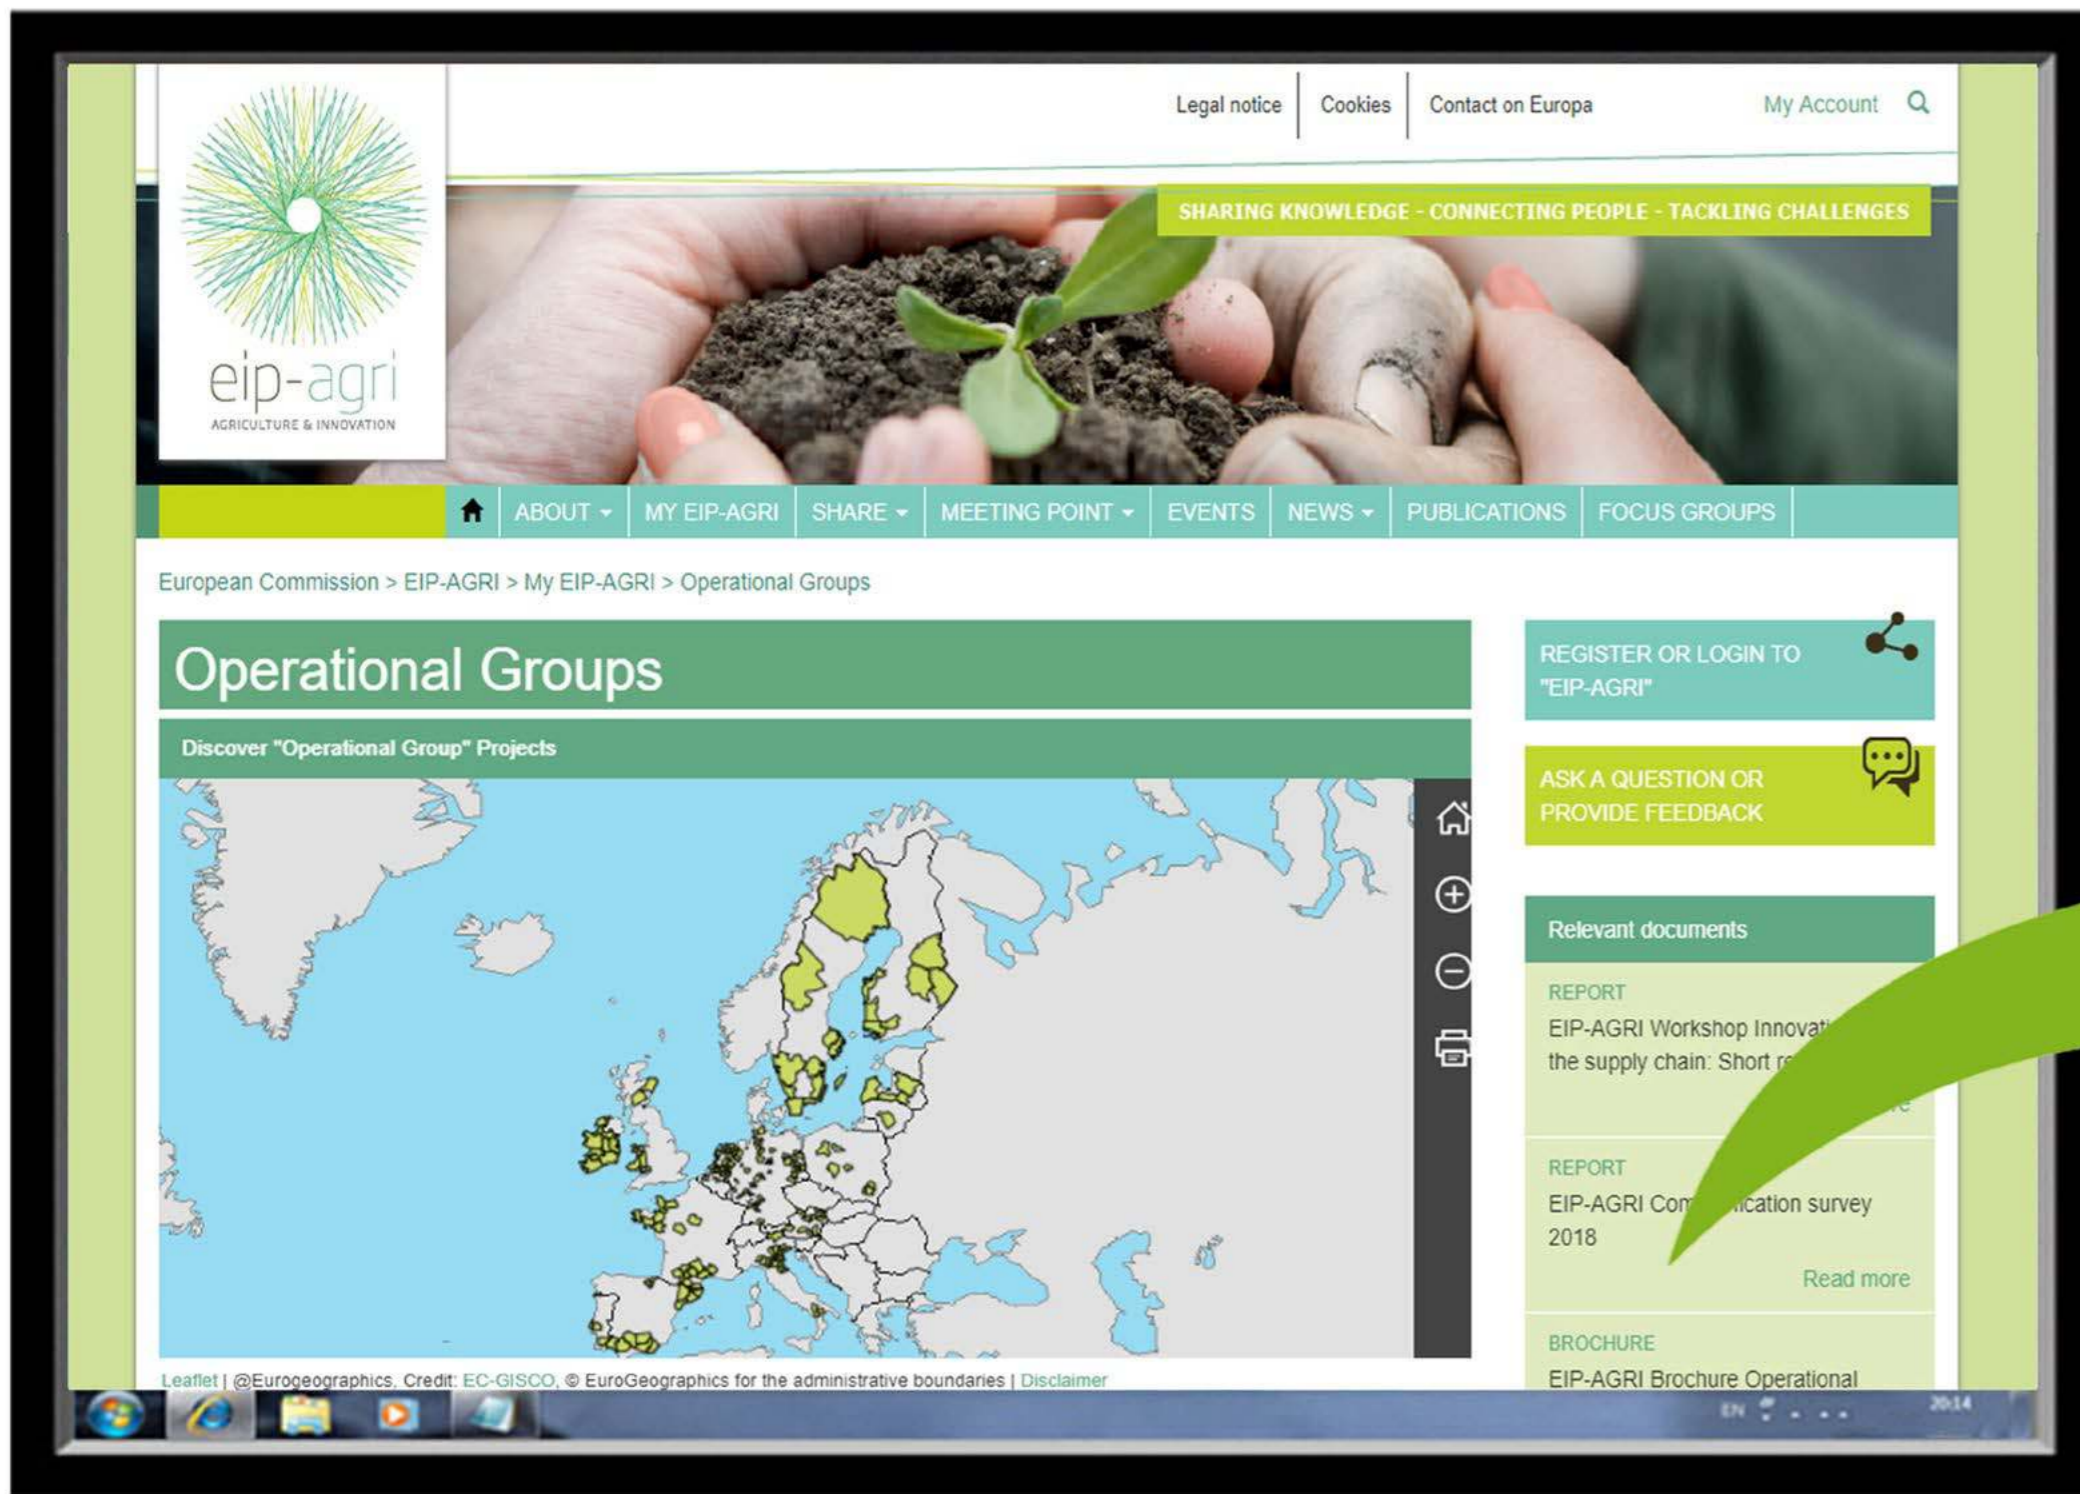 Legal notice
Cookies
Contact on Europa
My Account
SHARING KNOWLEDGE - CONNECTING PEOPLE - TACKLING CHALLENGES
eip-agri
AGRICULTURE & INNOVATION
ABOUT
MY EIP-AGRI
SHARE
MEETING POINT
EVENTS
NEWS
PUBLICATIONS
FOCUS GROUPS
European Commission > EIP-AGRI > My EIP-AGRI > Operational Groups
Operational Groups
Discover "Operational Group" Projects
Leaflet | @Eurogeographics, Credit: EC-GISCO, © EuroGeographics for the administrative boundaries | Disclaimer
REGISTER OR LOGIN TO
"EIP-AGRI"
ASK A QUESTION OR
PROVIDE FEEDBACK
Relevant documents
REPORT
EIP-AGRI Workshop
the supply chain: Short
REPORT
EIP-AGRI survey
2018
Read more
BROCHURE
EIP-AGRI Brochure Operational
EN
20:14